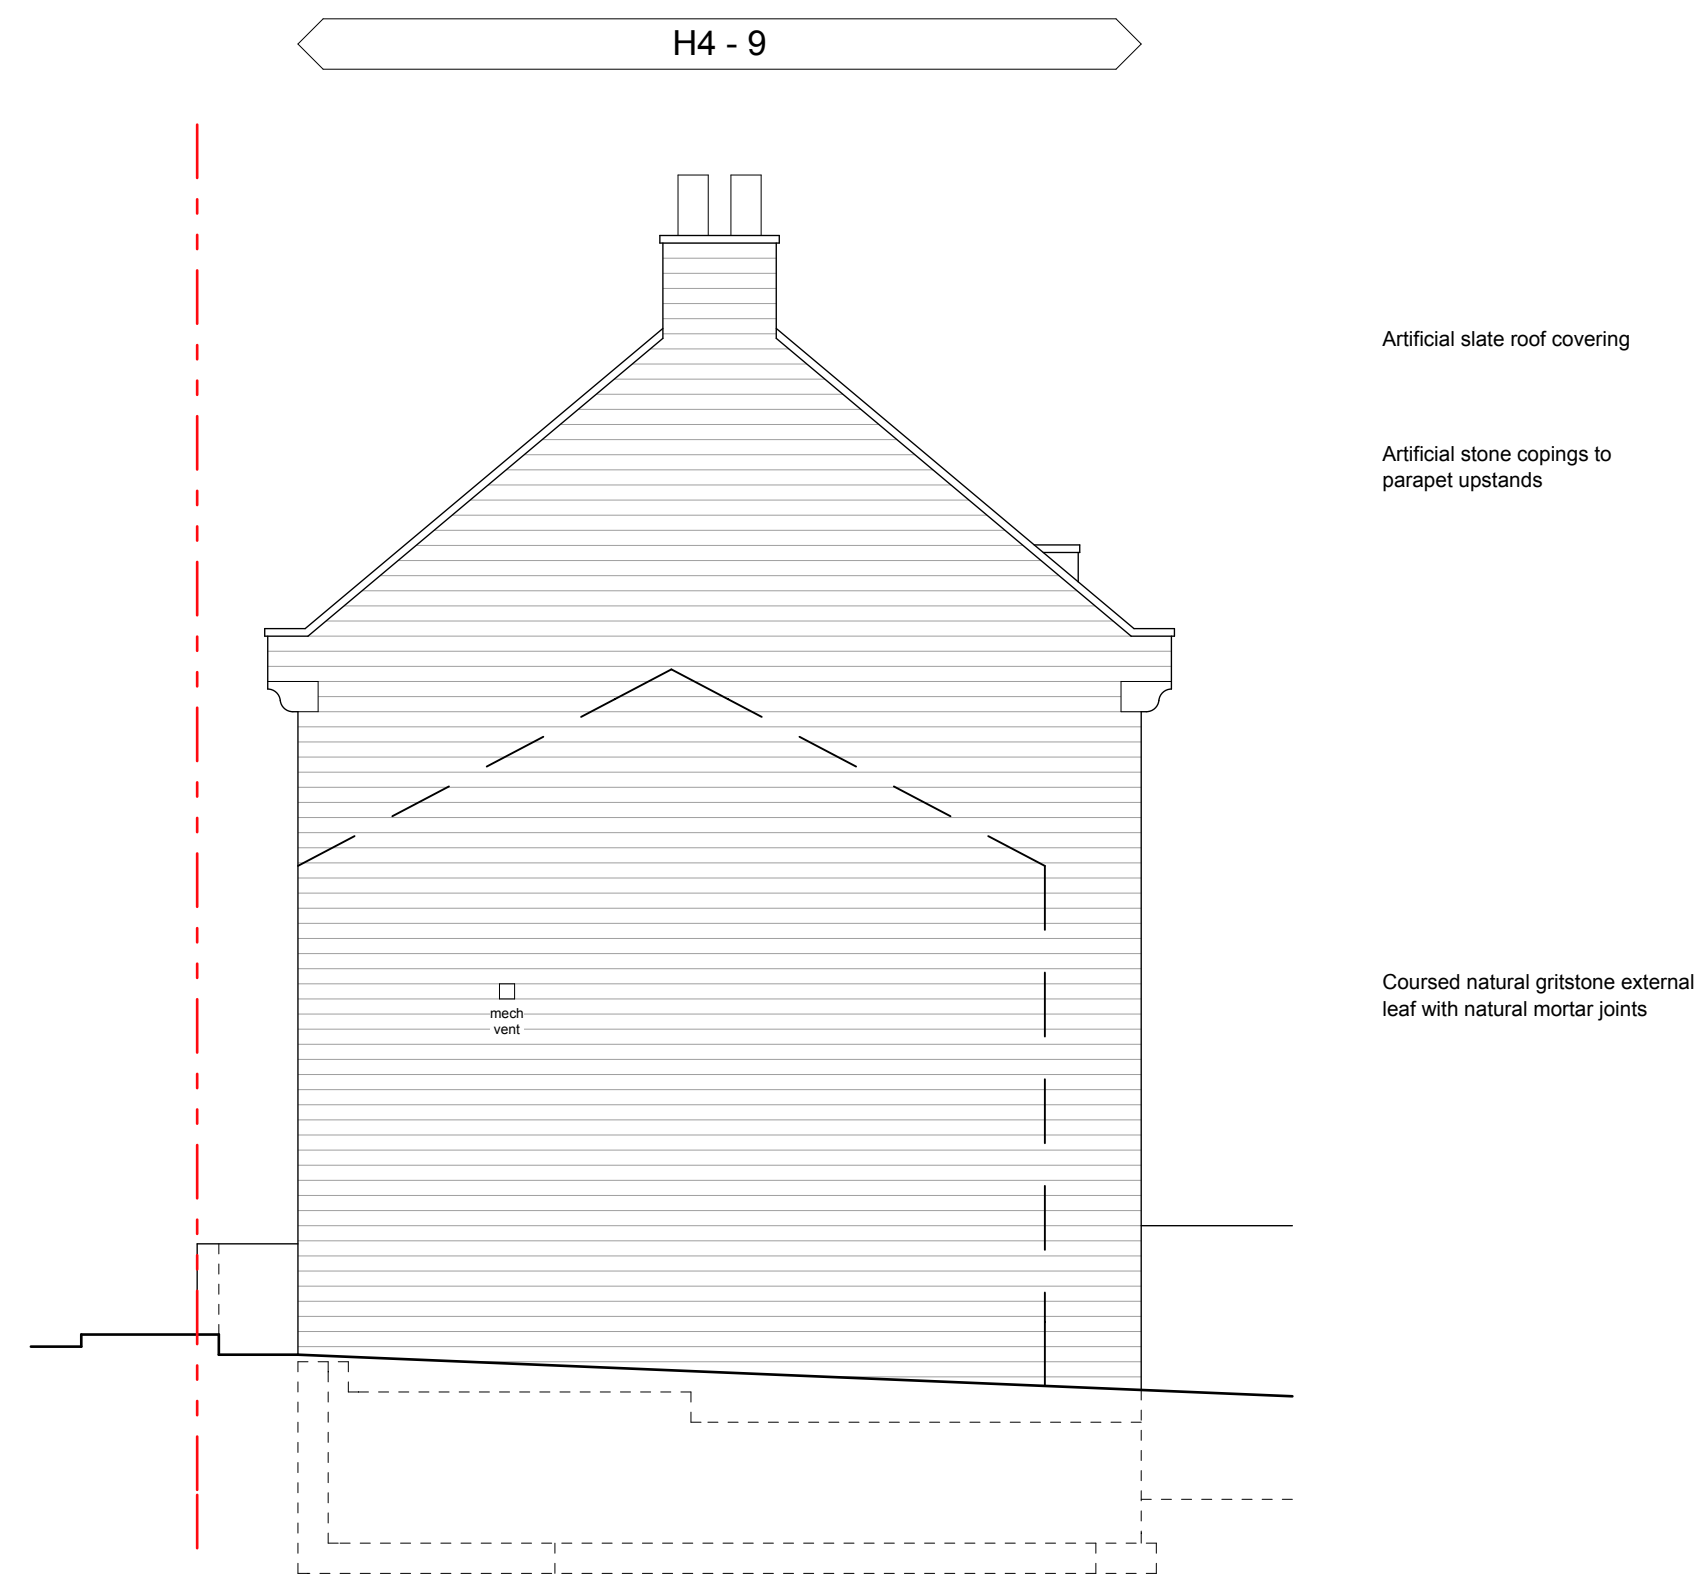 H4 - 9
Artificial slate roof covering
Artificial stone copings to
parapet upstands
Coursed natural gritstone external
leaf with natural mortar joints
mech
vent